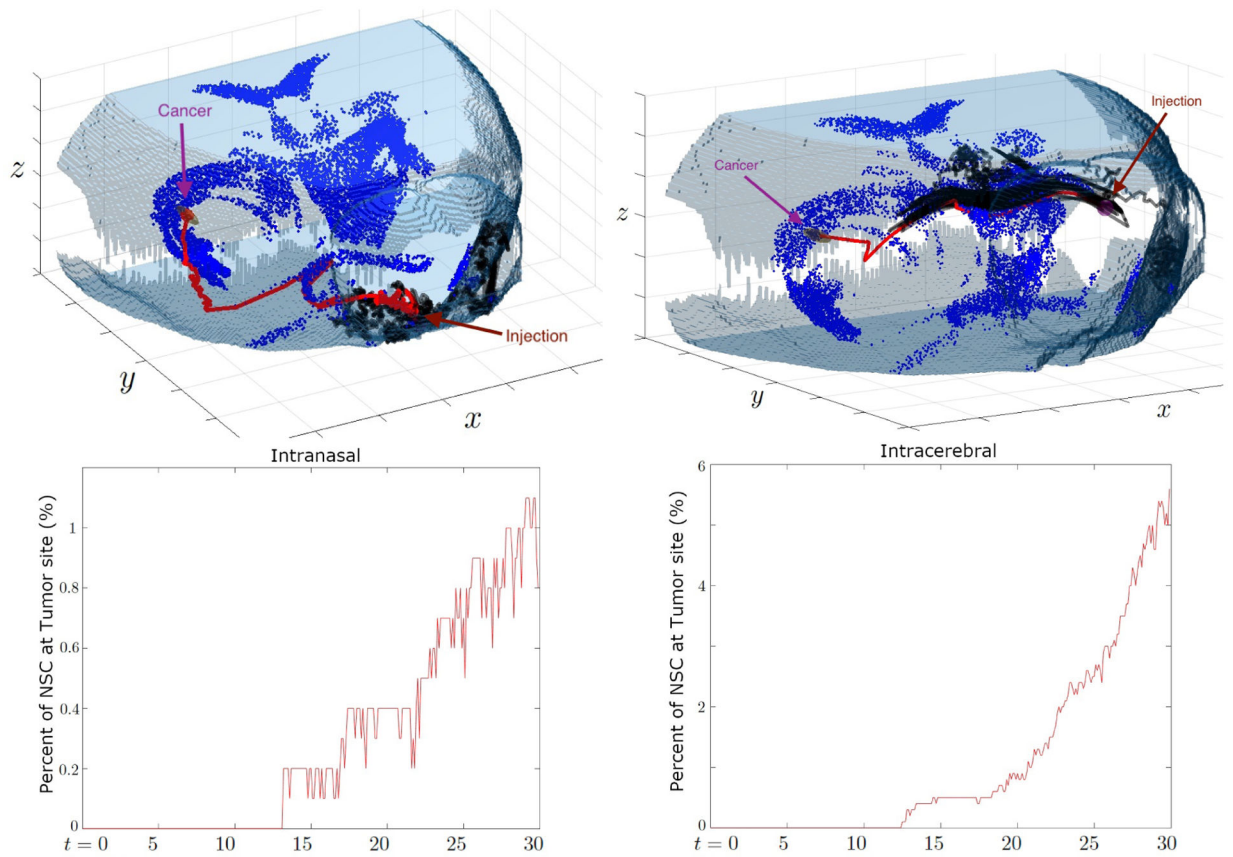 Cancer
z
Injection
y
x
Injection
Cancer
z
y
x
Intranasal
Percent of NSC at Tumor site (%)
1
0.8
0.6
0.4
0.2
0
t = 0 5 10 15 20 25 30
Intracerebral
Percent of NSC at Tumor site (%)
6
4
2
0
t = 0 5 10 15 20 25 30